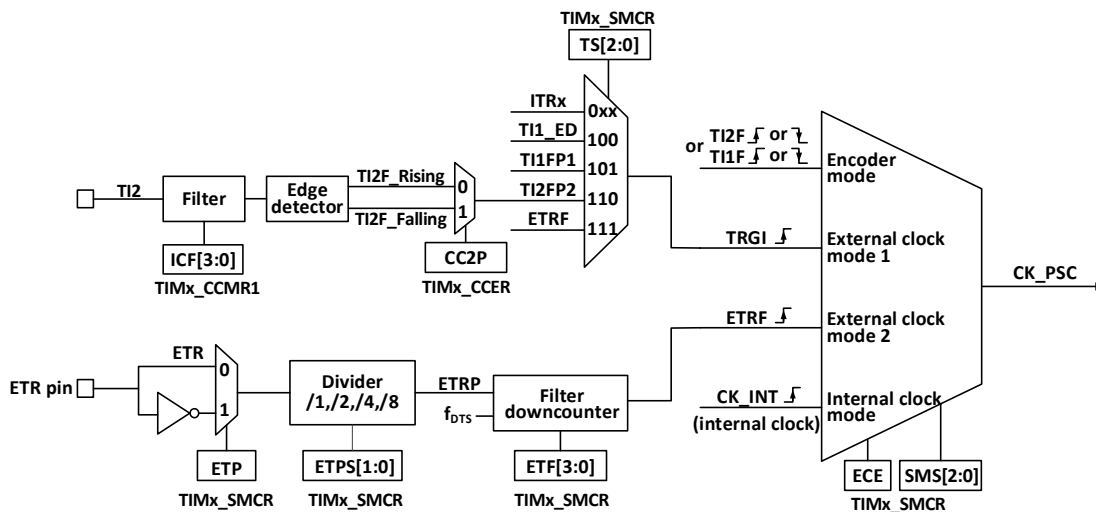 TIMx_SMCR
TS[2:0]
ITRx
0xx
TI1_ED
100
TI1FP1
101
TI2FP2
110
ETRF
111
TI2
Filter
ICF[3:0]
TIMx_CCMR1
Edge
detector
TI2F_Rising
TI2F_Falling
0
1
CC2P
TIMx_CCER
or TI2F or
TI1F or
Encoder
mode
TRGI
External clock
mode 1
ETRF
External clock
mode 2
CK_INT
(internal clock)
Internal clock
mode
CK_PSC
ECE
SMS[2:0]
TIMx_SMCR
ETR pin
ETR
0
1
ETP
TIMx_SMCR
Divider
/1,/2,/4,/8
ETPS[1:0]
TIMx_SMCR
ETRP
fDTS
Filter
downcounter
ETF[3:0]
TIMx_SMCR